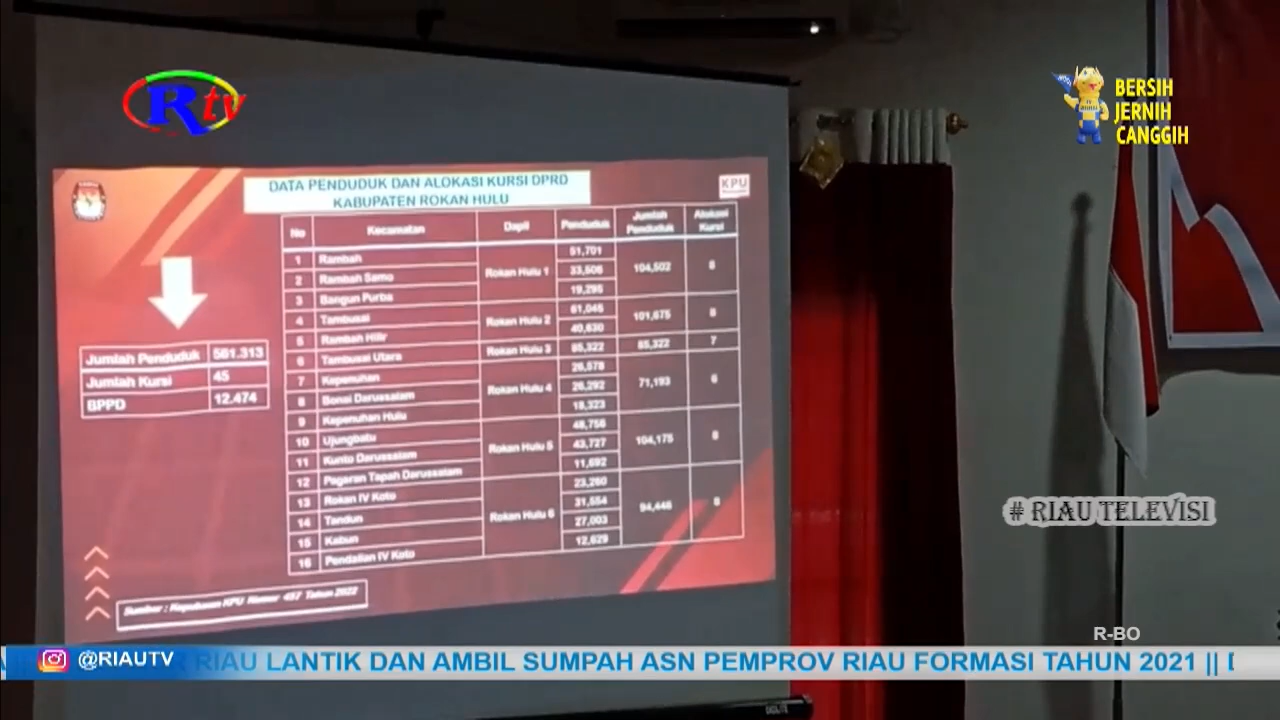 Rtv
BERSIH
JERNIH
CANGGIH
DATA PENDUDUK DAN ALOKASI KURSI DPRD
KABUPATEN ROKAN HULU
KPU
No Kecamatan Dapil Penduduk Jumlah Penduduk Alokasi Kursi
1 Rambah Rokan Hulu 1 51,701 104,502 8
2 Rambah Samo 33,506
3 Bangun Purba 19,295
4 Tambusai Rokan Hulu 2 61,045 101,675 8
5 Rambah Hilir 40,630
6 Tambusai Utara Rokan Hulu 3 85,322 85,322 7
7 Kepenuhan Rokan Hulu 4 26,578 71,193 6
8 Bonai Darussalam 26,292
9 Kepenuhan Hulu 18,323
10 Ujungbatu Rokan Hulu 5 48,756 104,175 8
11 Kunto Darussalam 43,727
12 Pagaran Tapah Darussalam 11,692
13 Rokan IV Koto Rokan Hulu 6 23,260 94,446 8
14 Tandun 31,554
15 Kabun 27,003
16 Pendalian IV Koto 12,629
Jumlah Penduduk 561.313
Jumlah Kursi 45
BPPD 12.474
Sumber : Keputusan KPU Nomor 457 Tahun 2022
# RIAU TELEVISI
R-BO
@RIAUTV RIAU LANTIK DAN AMBIL SUMPAH ASN PEMPROV RIAU FORMASI TAHUN 2021 ||